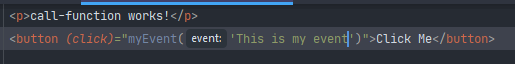 <p>call-function works!</p>
<button (click)="myEvent( event: 'This is my event')">Click Me</button>